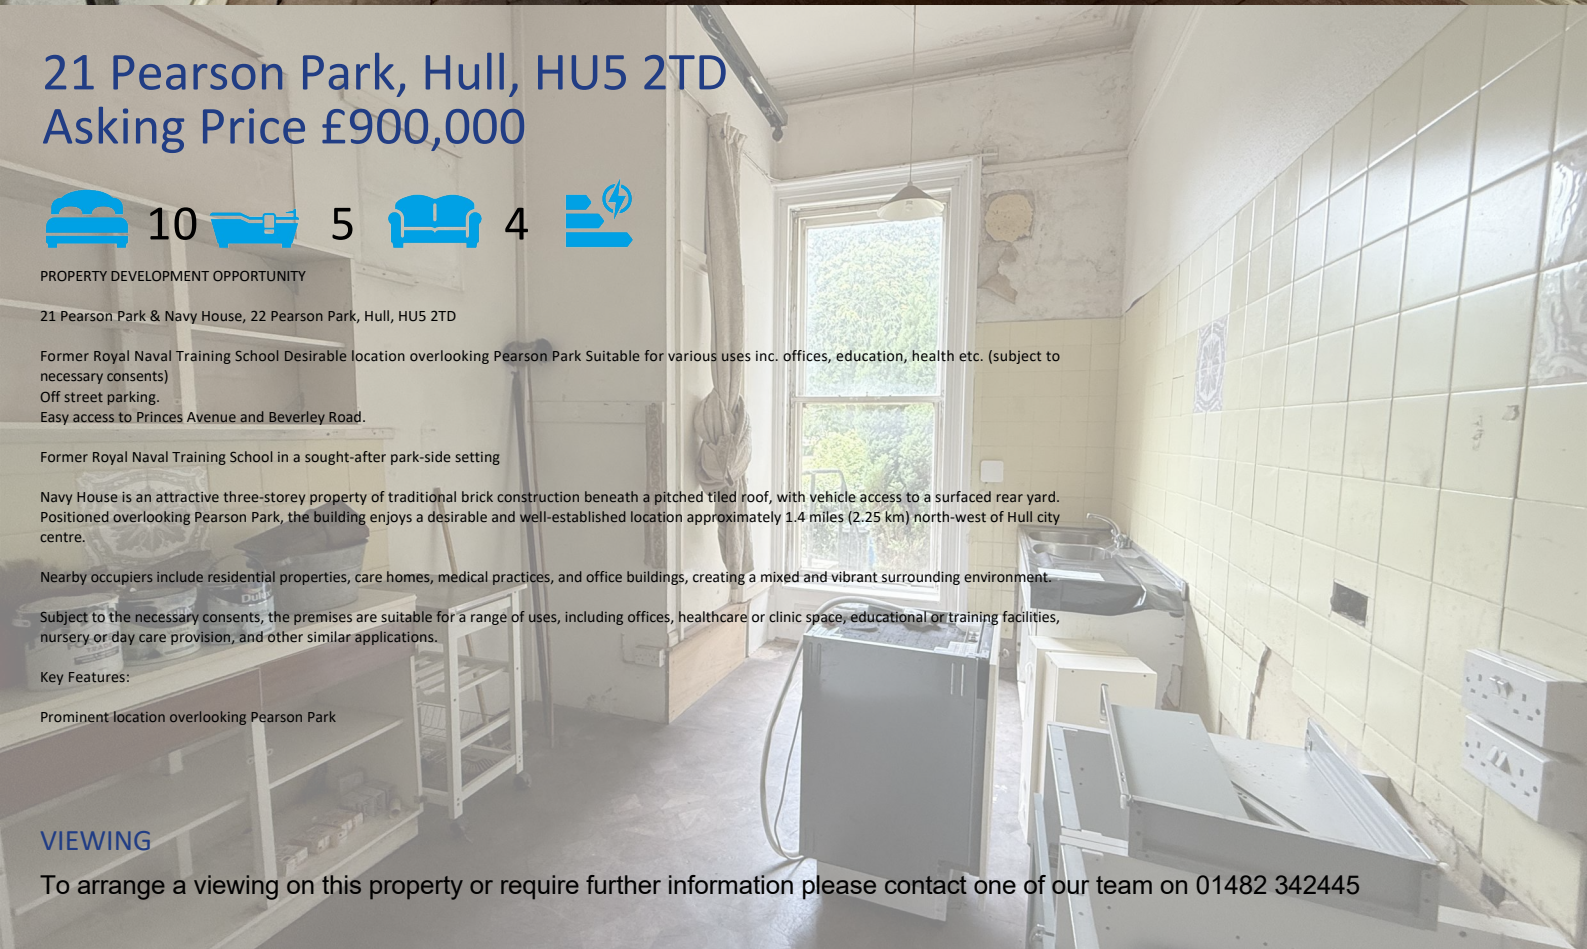 21 Pearson Park, Hull, HU5 2TD
Asking Price £900,000
10 5 4
PROPERTY DEVELOPMENT OPPORTUNITY
21 Pearson Park & Navy House, 22 Pearson Park, Hull, HU5 2TD
Former Royal Naval Training School Desirable location overlooking Pearson Park Suitable for various uses inc. offices, education, health etc. (subject to
necessary consents)
Off street parking.
Easy access to Princes Avenue and Beverley Road.
Former Royal Naval Training School in a sought-after park-side setting
Navy House is an attractive three-storey property of traditional brick construction beneath a pitched tiled roof, with vehicle access to a surfaced rear yard.
Positioned overlooking Pearson Park, the building enjoys a desirable and well-established location approximately 1.4 miles (2.25 km) north-west of Hull city
centre.
Nearby occupiers include residential properties, care homes, medical practices, and office buildings, creating a mixed and vibrant surrounding environment.
Subject to the necessary consents, the premises are suitable for a range of uses, including offices, healthcare or clinic space, educational or training facilities,
nursery or day care provision, and other similar applications.
Key Features:
Prominent location overlooking Pearson Park
VIEWING
To arrange a viewing on this property or require further information please contact one of our team on 01482 342445